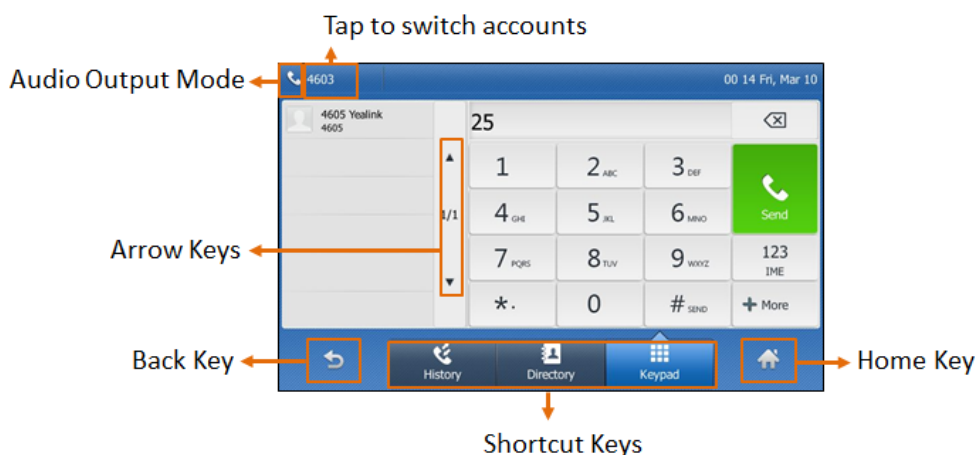 Tap to switch accounts
Audio Output Mode
4603
00 14 Fri, Mar 10
4605 Yealink
4605
25
1
2 ABC
3 DEF
Send
1/1
4 GHI
5 JKL
6 MNO
Arrow Keys
7 PQRS
8 TUV
9 WXYZ
123
IME
*.
0
# SEND
+ More
Back Key
History
Directory
Keypad
Home Key
Shortcut Keys